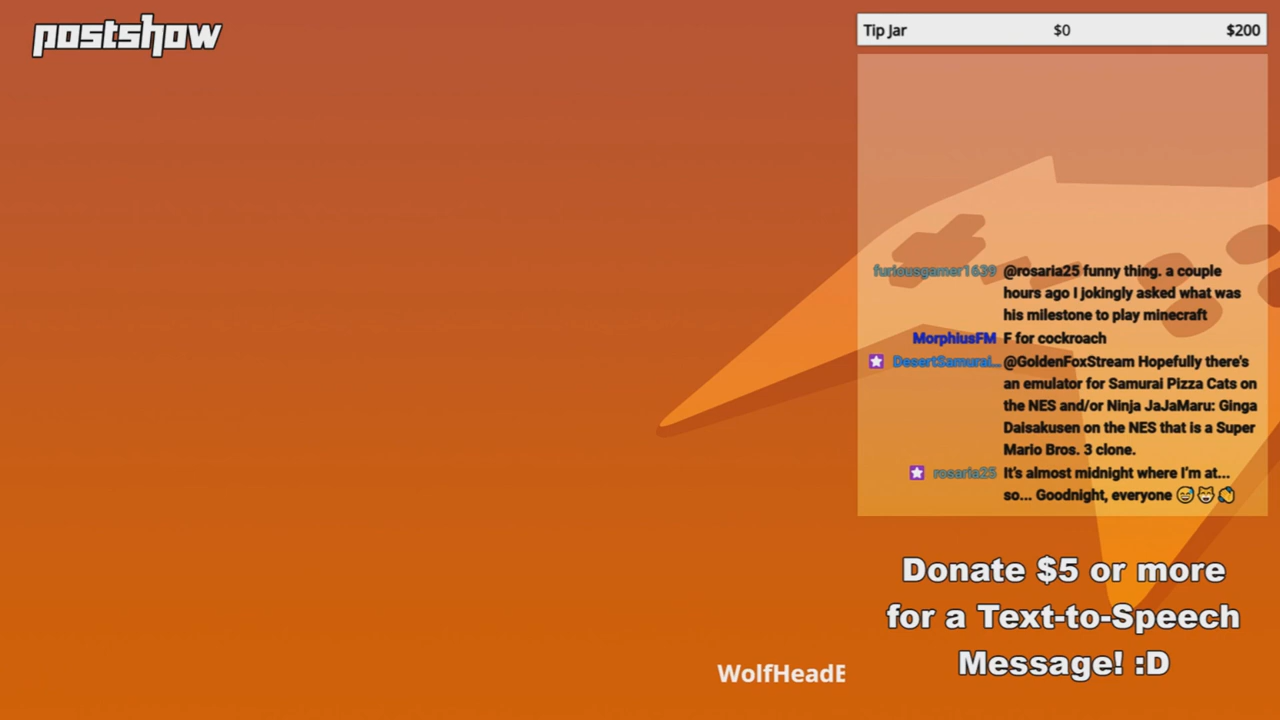 postshow
Tip Jar $0 $200
furiousgamer1639 @rosaria25 funny thing. a couple
hours ago I jokingly asked what was
his milestone to play minecraft
MorphiusFM F for cockroach
DesertSamurai... @GoldenFoxStream Hopefully there's
an emulator for Samurai Pizza Cats on
the NES and/or Ninja JaJaMaru: Ginga
Daisakusen on the NES that is a Super
Mario Bros. 3 clone.
rosaria25 It's almost midnight where I'm at...
so... Goodnight, everyone 😅😸👏
Donate $5 or more
for a Text-to-Speech
Message! :D
WolfHeadE